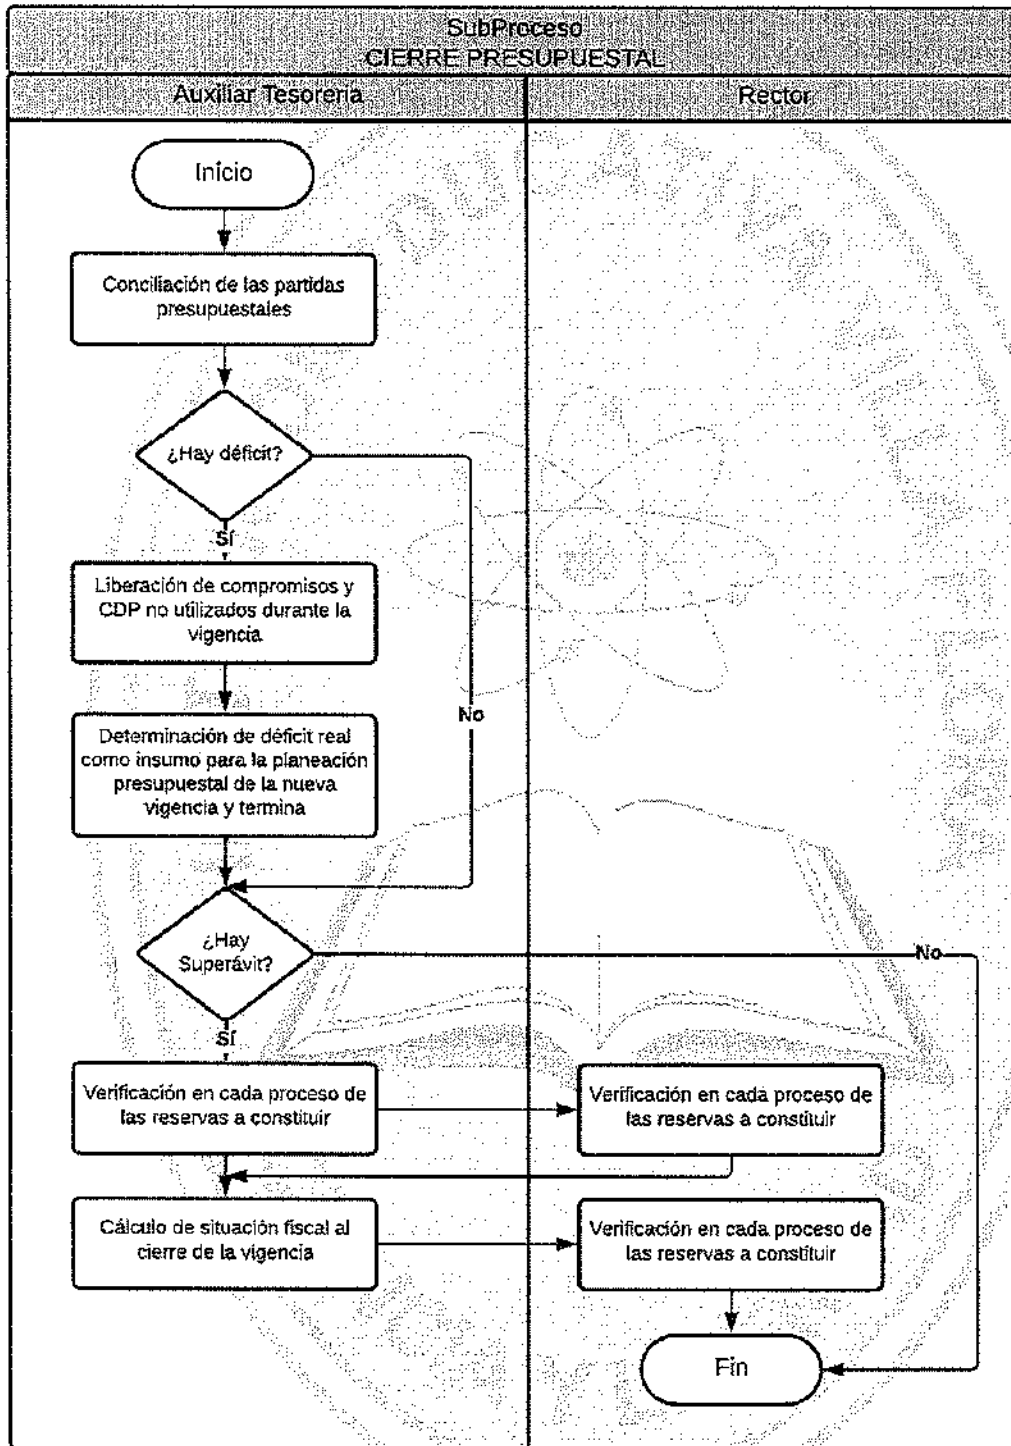 SubProceso
CIERRE PRESUPUESTAL
Auxiliar Tesorería
Rector
Inicio
Conciliación de las partidas
presupuestales
¿Hay déficit?
Sí
No
Liberación de compromisos y
CDP no utilizados durante la
vigencia
Determinación de déficit real
como insumo para la planeación
presupuestal de la nueva
vigencia y termina
¿Hay
Superávit?
No
Sí
Verificación en cada proceso de
las reservas a constituir
Verificación en cada proceso de
las reservas a constituir
Cálculo de situación fiscal al
cierre de la vigencia
Verificación en cada proceso de
las reservas a constituir
Fin